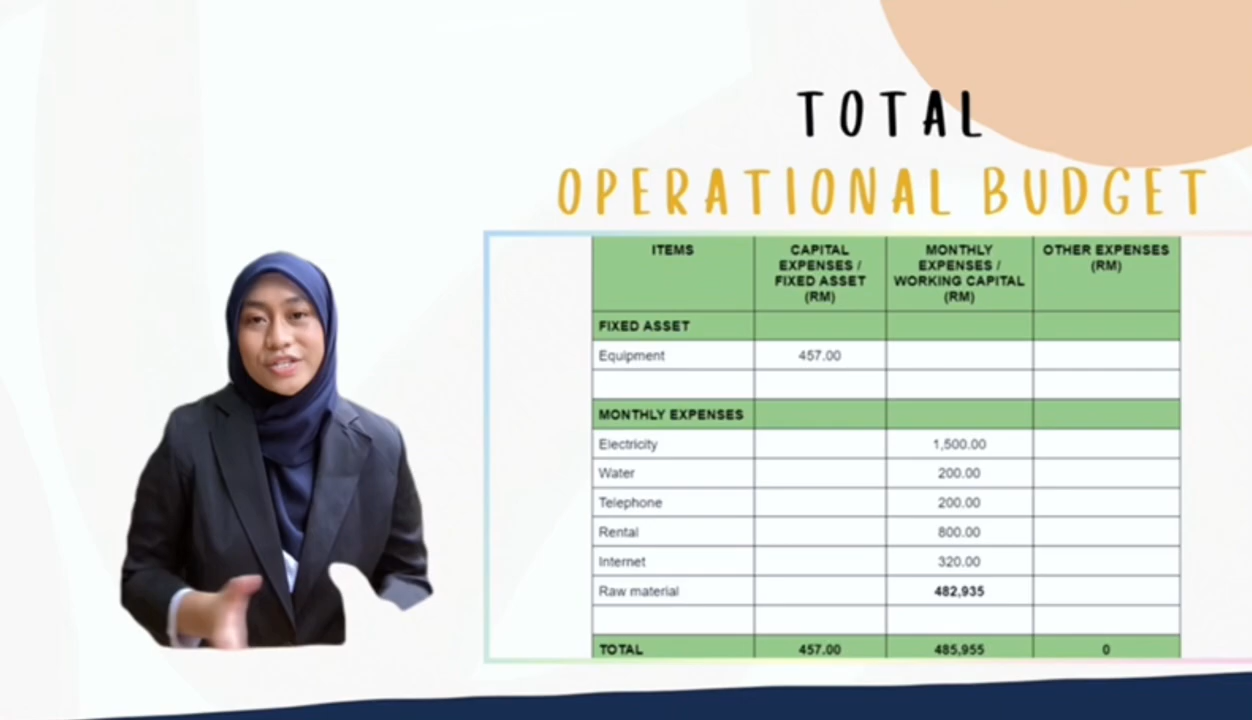 TOTAL
OPERATIONAL BUDGET
ITEMS
CAPITAL
EXPENSES /
FIXED ASSET
(RM)
MONTHLY
EXPENSES /
WORKING CAPITAL
(RM)
OTHER EXPENSES
(RM)
FIXED ASSET
Equipment 457.00
MONTHLY EXPENSES
Electricity 1,500.00
Water 200.00
Telephone 200.00
Rental 800.00
Internet 320.00
Raw material 482,935
TOTAL 457.00 485,955 0